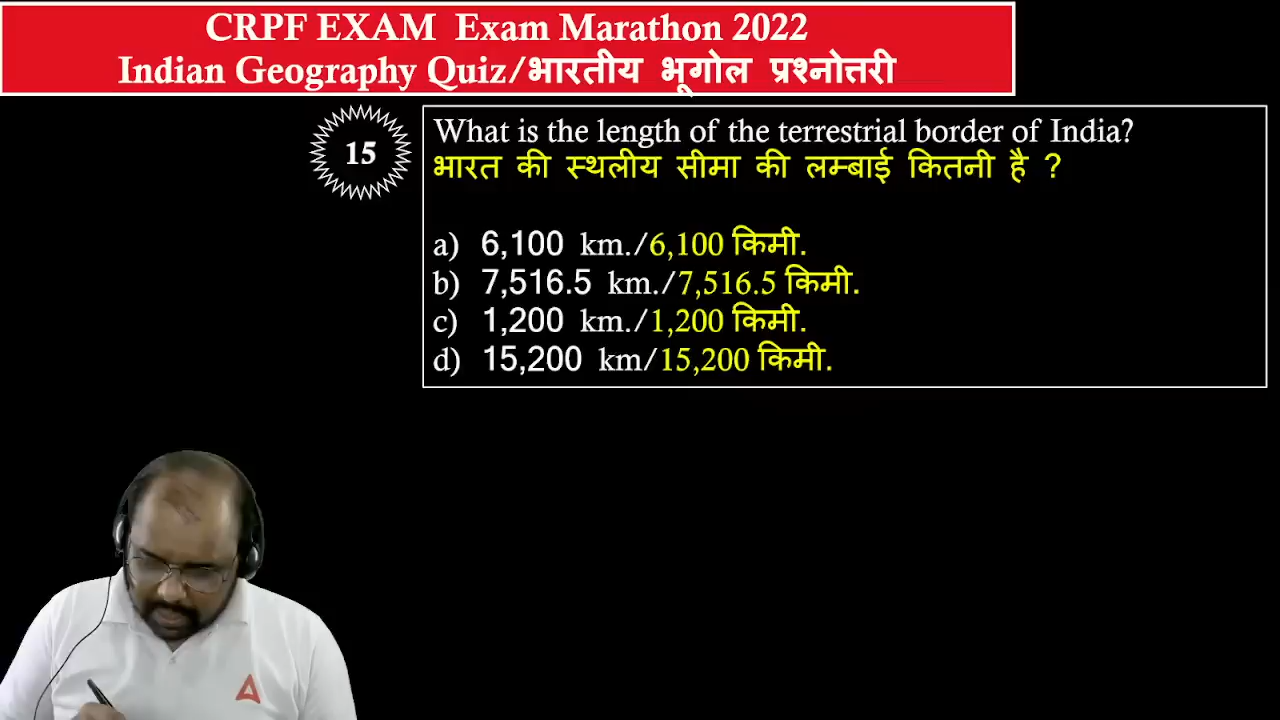 CRPF EXAM Exam Marathon 2022
Indian Geography Quiz/भारतीय भूगोल प्रश्नोत्तरी
15
What is the length of the terrestrial border of India?
भारत की स्थलीय सीमा की लम्बाई कितनी है ?
a) 6,100 km./6,100 किमी.
b) 7,516.5 km./7,516.5 किमी.
c) 1,200 km./1,200 किमी.
d) 15,200 km/15,200 किमी.